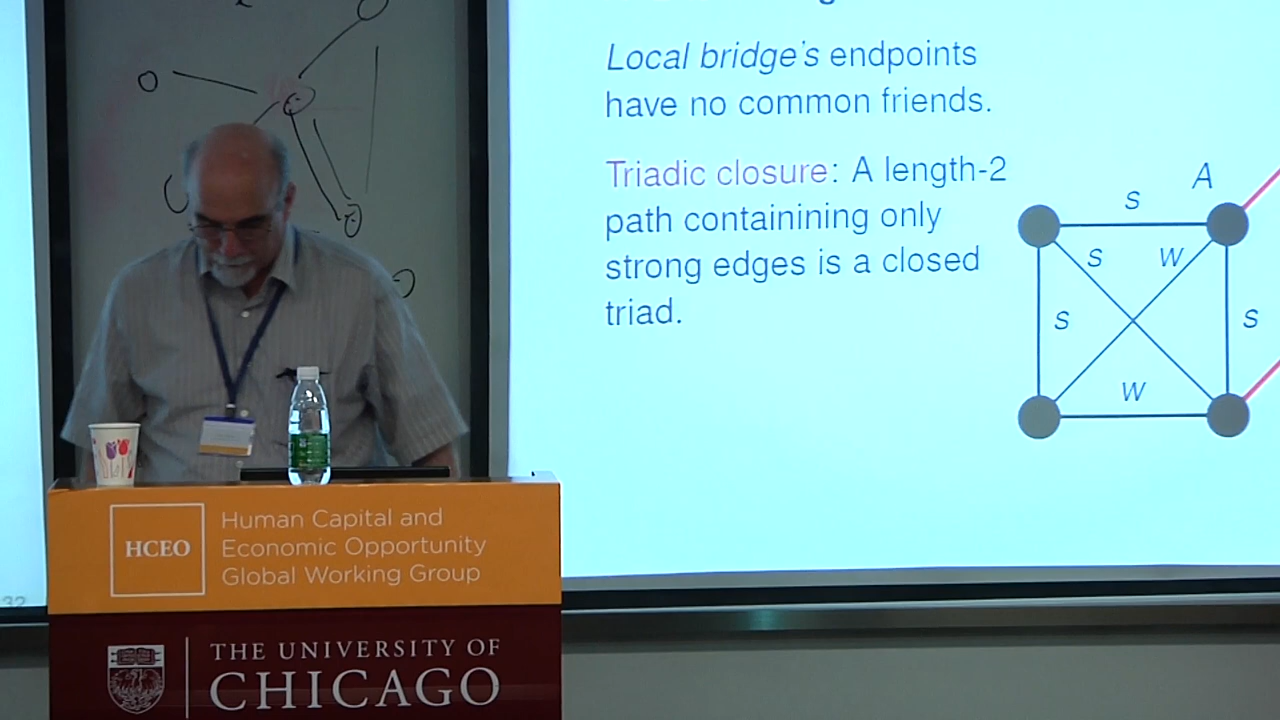 Local bridge's endpoints
have no common friends.
Triadic closure: A length-2
path containining only
strong edges is a closed
triad.
A
S
S
W
S
S
W
32
HCEO
Human Capital and
Economic Opportunity
Global Working Group
THE UNIVERSITY OF
CHICAGO